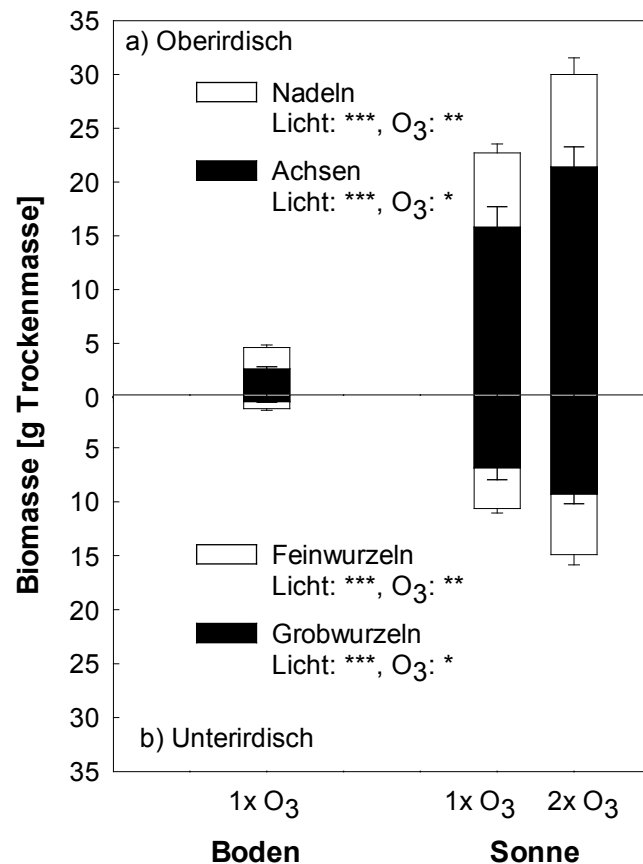 35
30
25
20
15
10
5
0
5
10
15
20
25
30
35
Biomasse [g Trockenmasse]
a) Oberirdisch
Nadeln
Licht: ***, O3: **
Achsen
Licht: ***, O3: *
Feinwurzeln
Licht: ***, O3: **
Grobwurzeln
Licht: ***, O3: *
b) Unterirdisch
1x O3 1x O3 2x O3
Boden Sonne